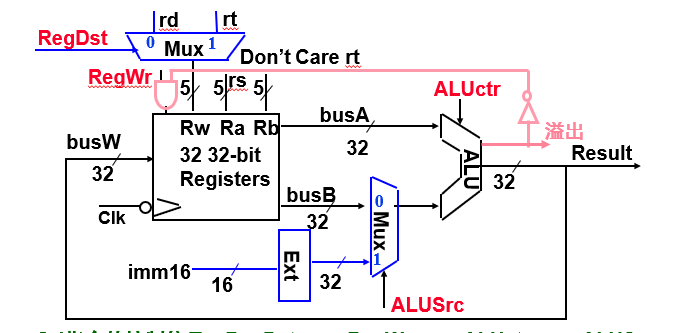 rd rt
RegDst 0 Mux 1
Don't Care rt
RegWr 5 5 rs 5
ALUctr
Rw Ra Rb
busA
32
溢出
busW
32
32 32-bit
Registers
ALU
Result
32
Clk
busB
32
0
Mux
1
imm16
16
Ext
32
ALUSrc